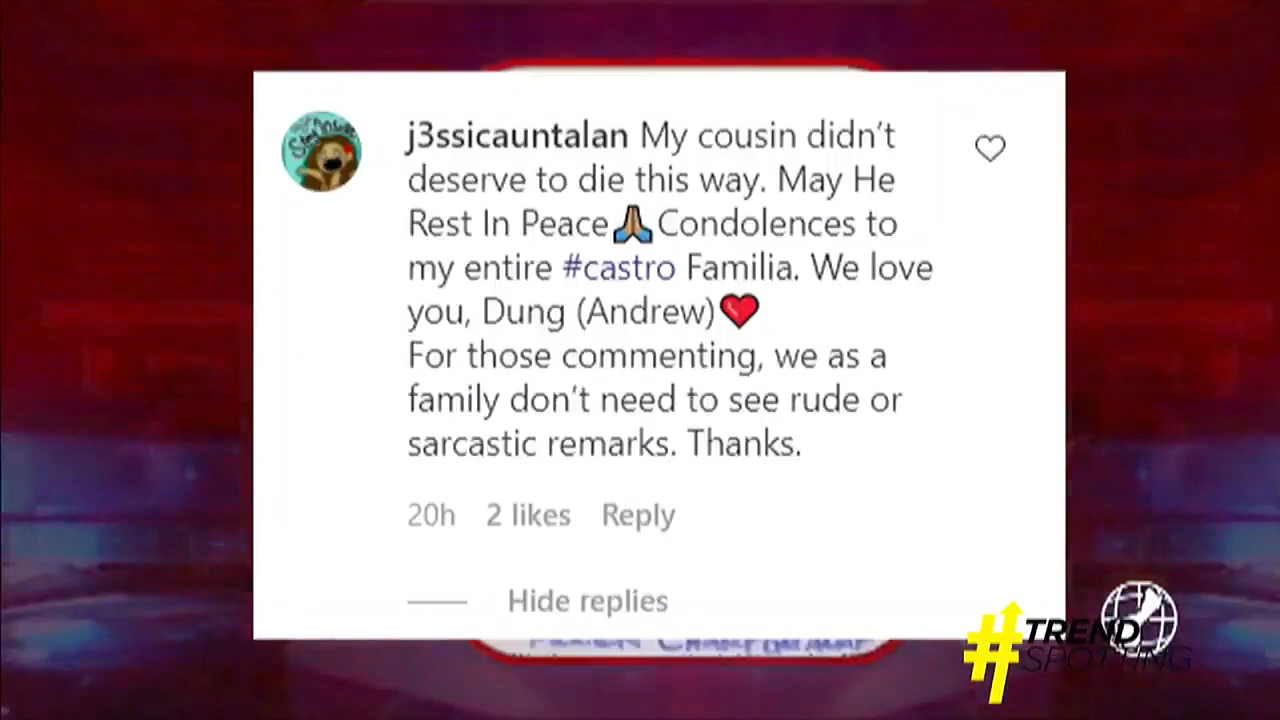 j3ssicauntalan My cousin didn't
deserve to die this way. May He
Rest In Peace🙏🏽Condolences to
my entire #castro Familia. We love
you, Dung (Andrew)❤️
For those commenting, we as a
family don't need to see rude or
sarcastic remarks. Thanks.
20h 2 likes Reply
Hide replies
#TREND
SPOTTING